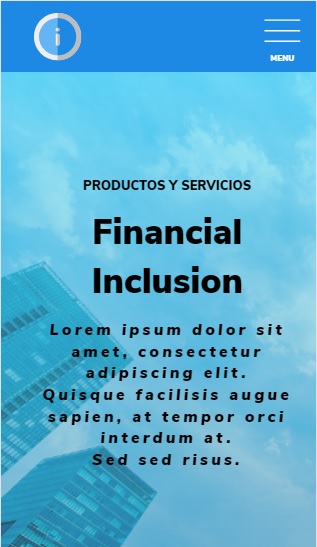 i
MENU
PRODUCTOS Y SERVICIOS
Financial
Inclusion
Lorem ipsum dolor sit
amet, consectetur
adipiscing elit.
Quisque facilisis augue
sapien, at tempor orci
interdum at.
Sed sed risus.